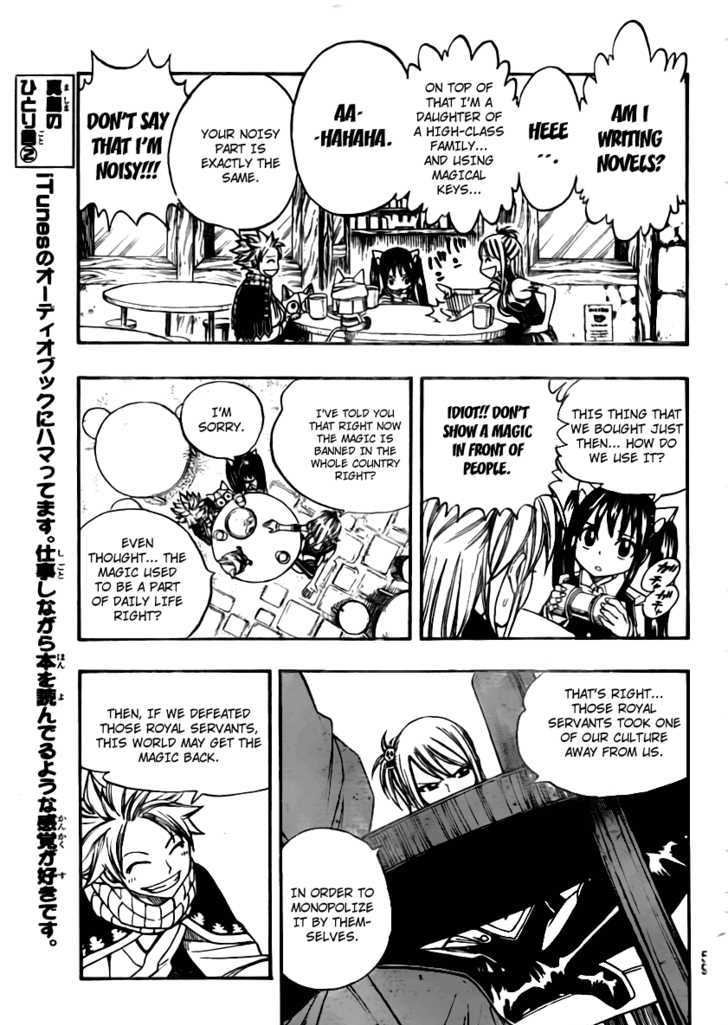 AM I
WRITING
NOVELS?
HEEE
--.
ON TOP OF
THAT I'M A
DAUGHTER OF
A HIGH-CLASS
FAMILY...
AND USING
MAGICAL
KEYS...
AA-
-HAHAHA.
YOUR NOISY
PART IS
EXACTLY THE
SAME.
DON'T SAY
THAT I'M
NOISY!!!
THIS THING THAT
WE BOUGHT JUST
THEN... HOW DO
WE USE IT?
IDIOT!! DON'T
SHOW A MAGIC
IN FRONT OF
PEOPLE.
ガチャガチャ
I'VE TOLD YOU
THAT RIGHT NOW
THE MAGIC IS
BANNED IN THE
WHOLE COUNTRY
RIGHT?
I'M
SORRY.
EVEN
THOUGHT... THE
MAGIC USED
TO BE A PART
OF DAILY LIFE
RIGHT?
THAT'S RIGHT...
THOSE ROYAL
SERVANTS TOOK ONE
OF OUR CULTURE
AWAY FROM US.
IN ORDER TO
MONOPOLIZE
IT BY THEM-
SELVES.
THEN, IF WE DEFEATED
THOSE ROYAL SERVANTS,
THIS WORLD MAY GET THE
MAGIC BACK.
真島の
ひとり言②
iTunesのオーディオブックにハマってます。仕事しながら本を読んでるような感覚が好きです。
55